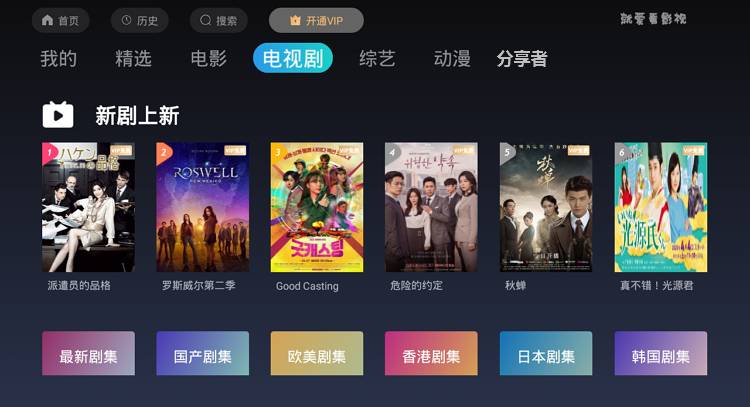 首页 历史 搜索 开通VIP 就爱看影视
我的 精选 电影 电视剧 综艺 动漫 分享者
新剧上新
1 2 VIP免费 3 VIP免费 4 VIP免费 5 VIP免费 6 VIP免费
ハケンの品格
ROSWELL
NEW MEXICO
굿캐스팅
위험한 약속
秋蝉
光源氏
派遣员的品格 罗斯威尔第二季 Good Casting 危险的约定 秋蝉 真不错！光源君
最新剧集 国产剧集 欧美剧集 香港剧集 日本剧集 韩国剧集